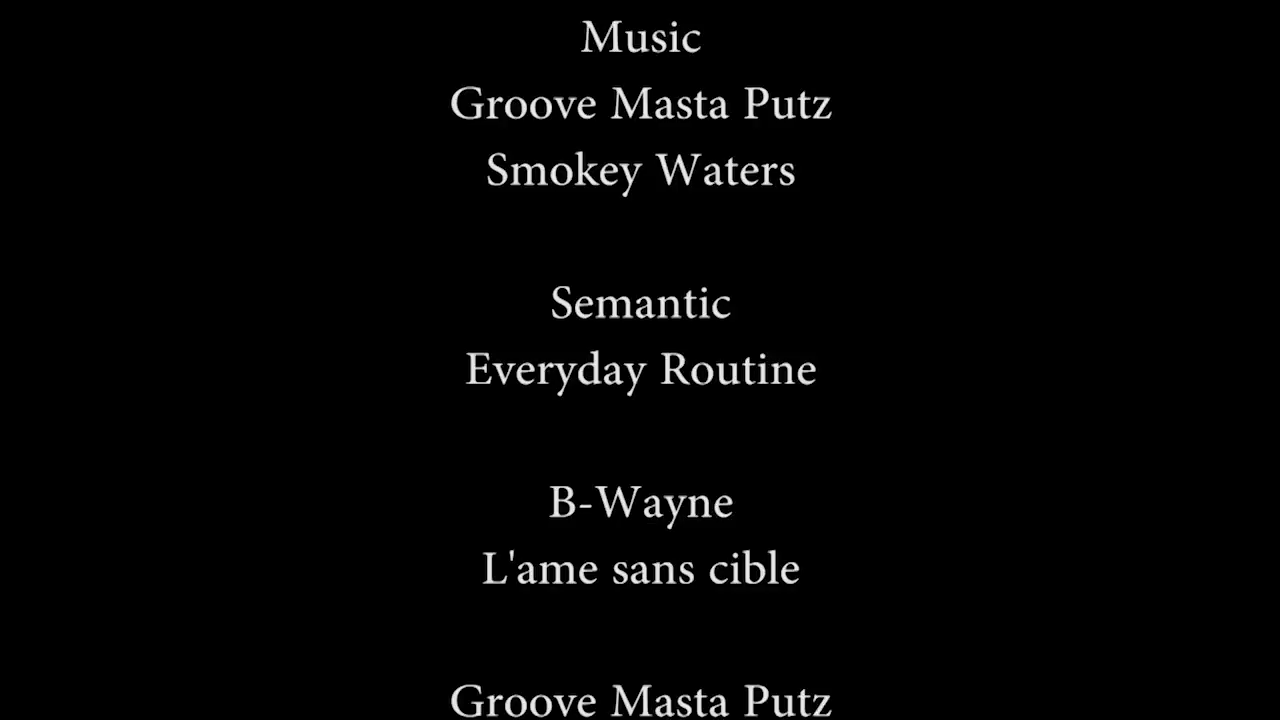 Music
Groove Masta Putz
Smokey Waters
Semantic
Everyday Routine
B-Wayne
L'ame sans cible
Groove Masta Putz